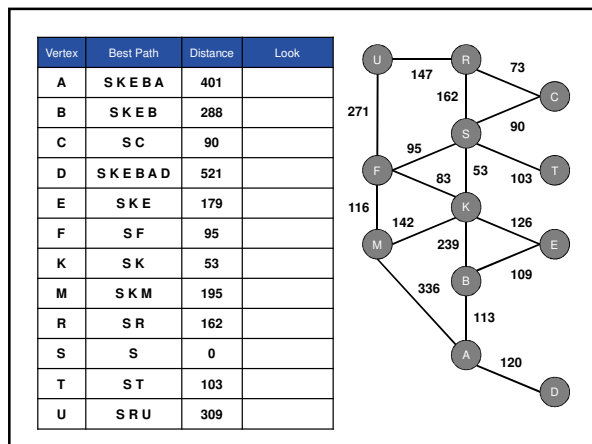 Vertex Best Path Distance Look
A S K E B A 401
B S K E B 288
C S C 90
D S K E B A D 521
E S K E 179
F S F 95
K S K 53
M S K M 195
R S R 162
S S 0
T S T 103
U S R U 309
U R
147 73
162 C
271 90
S
95
F 53 103 T
83
K
116 142 126
M 239 E
109
336 B
113
A
120
D